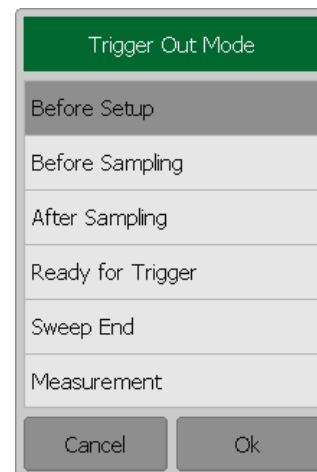 Trigger Out Mode
Before Setup
Before Sampling
After Sampling
Ready for Trigger
Sweep End
Measurement
Cancel
Ok